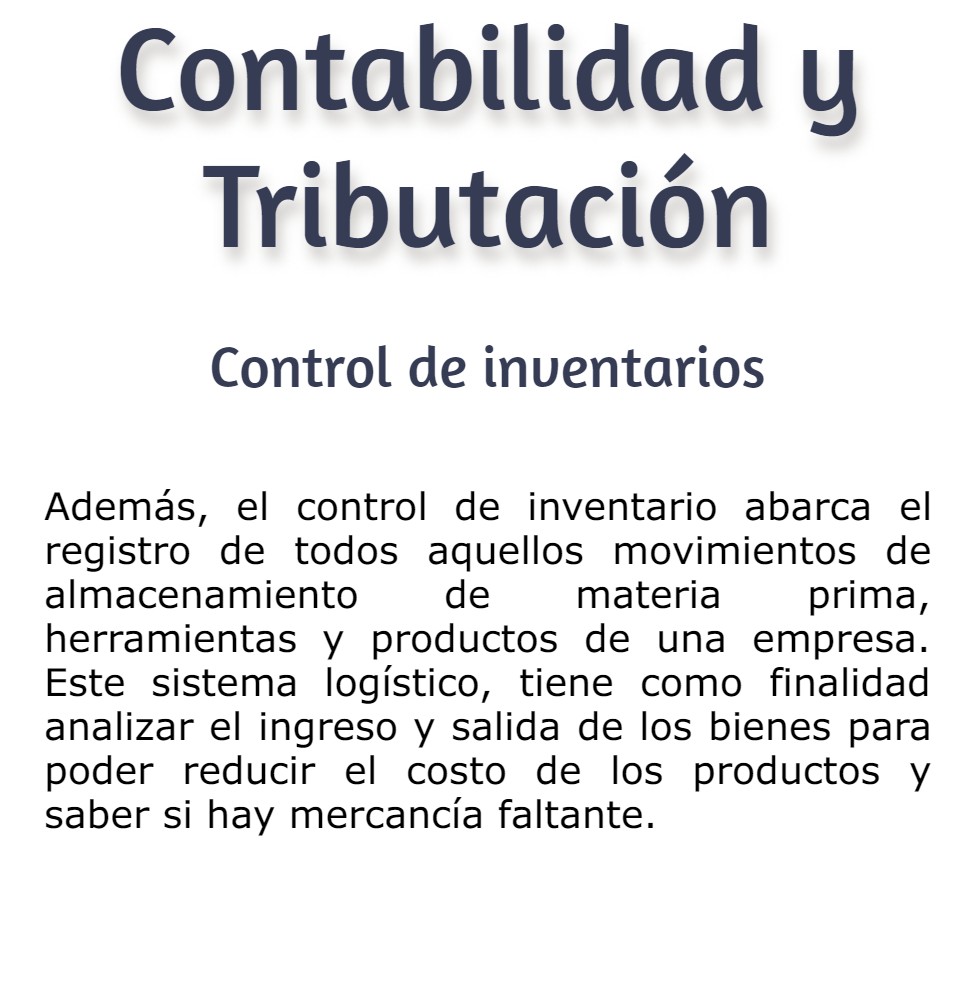 Contabilidad y
Tributación
Control de inventarios
Además, el control de inventario abarca el
registro de todos aquellos movimientos de
almacenamiento de materia prima,
herramientas y productos de una empresa.
Este sistema logístico, tiene como finalidad
analizar el ingreso y salida de los bienes para
poder reducir el costo de los productos y
saber si hay mercancía faltante.